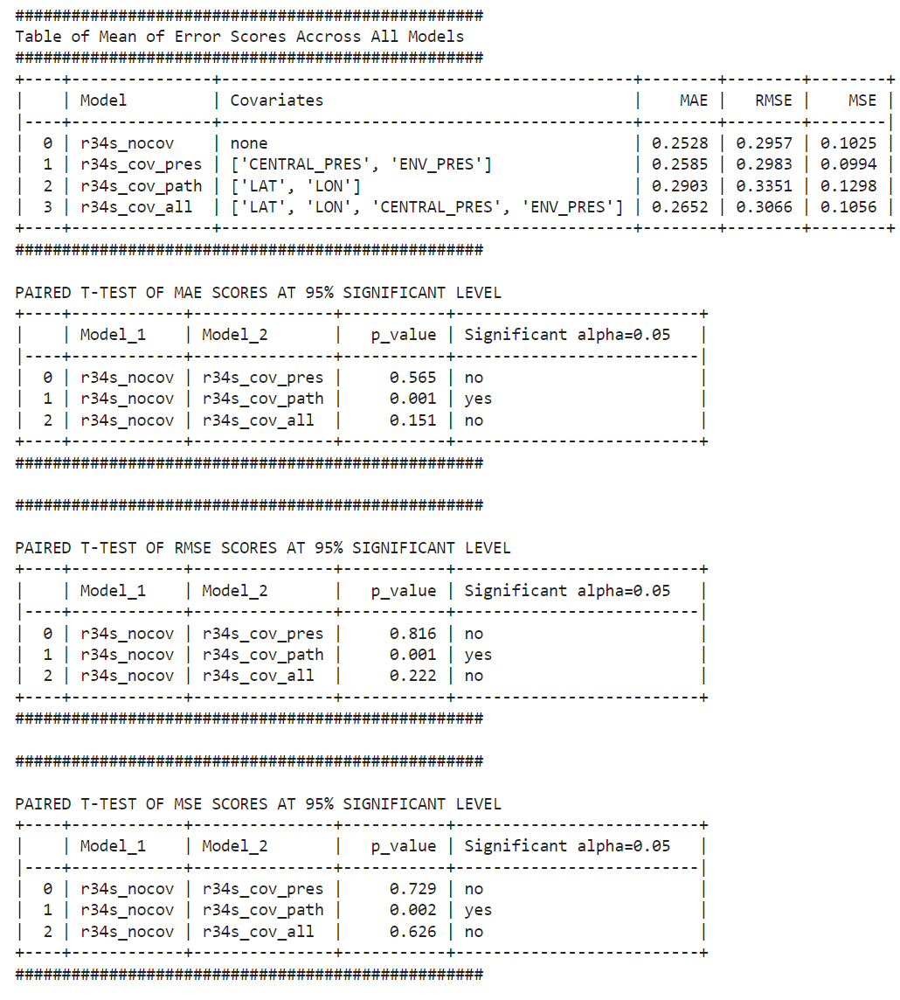 ##################################################
Table of Mean of Error Scores Accross All Models
##################################################
+----+---------------+--------------------------------------------+--------+--------+--------+
|    | Model         | Covariates                                 |    MAE |   RMSE |    MSE |
|----+---------------+--------------------------------------------+--------+--------+--------|
|  0 | r34s_nocov    | none                                       | 0.2528 | 0.2957 | 0.1025 |
|  1 | r34s_cov_pres | ['CENTRAL_PRES', 'ENV_PRES']               | 0.2585 | 0.2983 | 0.0994 |
|  2 | r34s_cov_path | ['LAT', 'LON']                             | 0.2903 | 0.3351 | 0.1298 |
|  3 | r34s_cov_all  | ['LAT', 'LON', 'CENTRAL_PRES', 'ENV_PRES'] | 0.2652 | 0.3066 | 0.1056 |
+----+---------------+--------------------------------------------+--------+--------+--------+
##################################################

PAIRED T-TEST OF MAE SCORES AT 95% SIGNIFICANT LEVEL
+----+------------+---------------+-----------+--------------------------+
|    | Model_1    | Model_2       |   p_value | Significant alpha=0.05   |
|----+------------+---------------+-----------+--------------------------|
|  0 | r34s_nocov | r34s_cov_pres |     0.565 | no                       |
|  1 | r34s_nocov | r34s_cov_path |     0.001 | yes                      |
|  2 | r34s_nocov | r34s_cov_all  |     0.151 | no                       |
+----+------------+---------------+-----------+--------------------------+
##################################################

##################################################

PAIRED T-TEST OF RMSE SCORES AT 95% SIGNIFICANT LEVEL
+----+------------+---------------+-----------+--------------------------+
|    | Model_1    | Model_2       |   p_value | Significant alpha=0.05   |
|----+------------+---------------+-----------+--------------------------|
|  0 | r34s_nocov | r34s_cov_pres |     0.816 | no                       |
|  1 | r34s_nocov | r34s_cov_path |     0.001 | yes                      |
|  2 | r34s_nocov | r34s_cov_all  |     0.222 | no                       |
+----+------------+---------------+-----------+--------------------------+
##################################################

##################################################

PAIRED T-TEST OF MSE SCORES AT 95% SIGNIFICANT LEVEL
+----+------------+---------------+-----------+--------------------------+
|    | Model_1    | Model_2       |   p_value | Significant alpha=0.05   |
|----+------------+---------------+-----------+--------------------------|
|  0 | r34s_nocov | r34s_cov_pres |     0.729 | no                       |
|  1 | r34s_nocov | r34s_cov_path |     0.002 | yes                      |
|  2 | r34s_nocov | r34s_cov_all  |     0.626 | no                       |
+----+------------+---------------+-----------+--------------------------+
##################################################